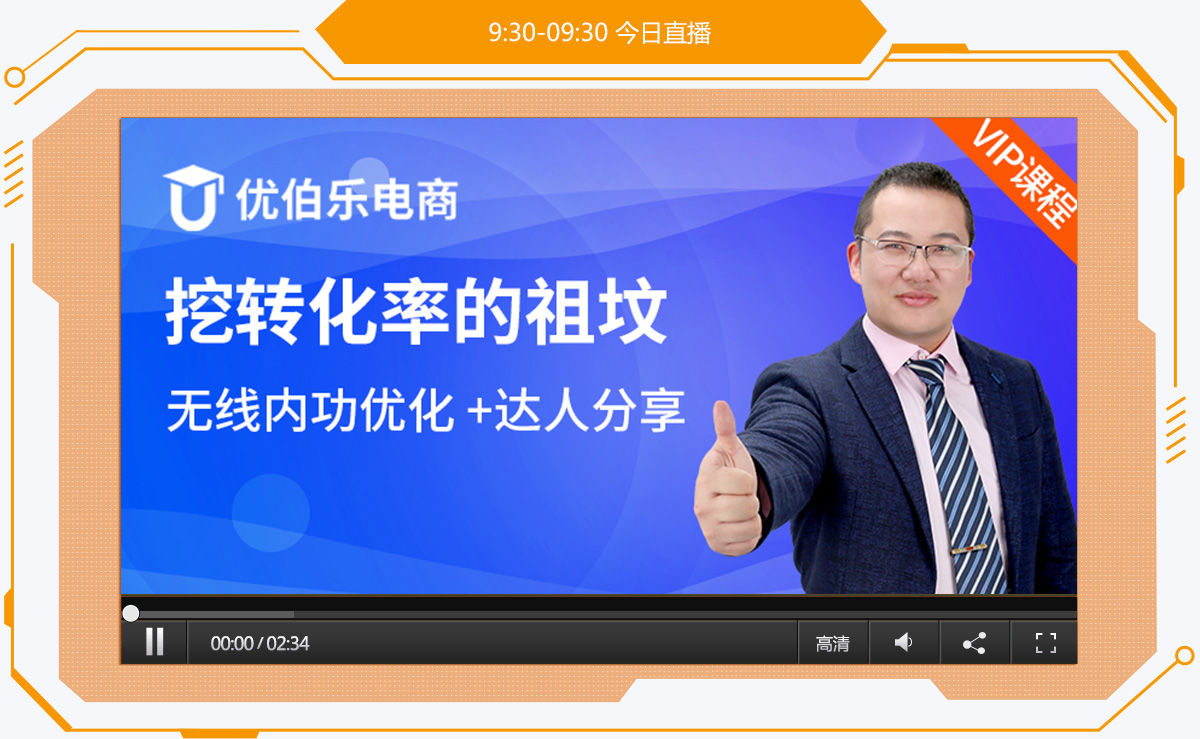 9:30-09:30 今日直播
VIP课程
优伯乐电商
挖转化率的祖坟
无线内功优化 +达人分享
00:00 / 02:34
高清